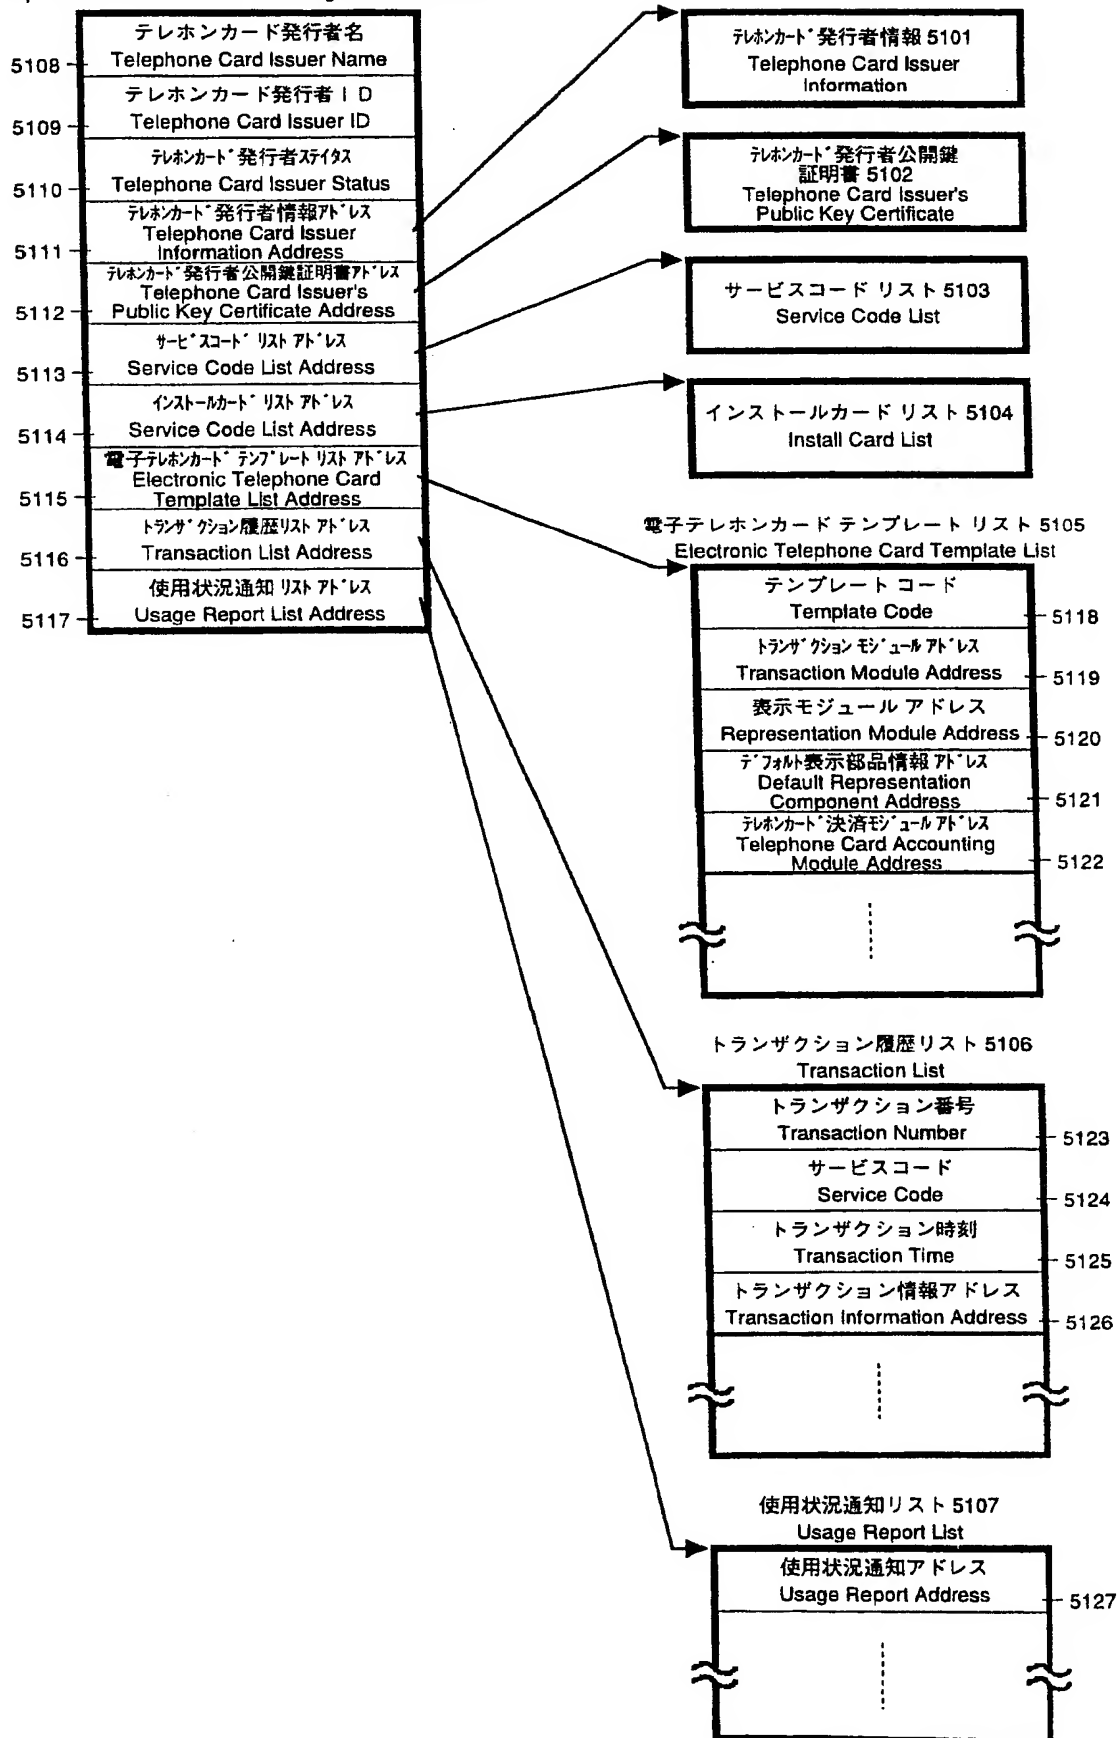 テレホンカード発行者名
5108
Telephone Card Issuer Name
テレホンカード発行者ＩＤ
5109
Telephone Card Issuer ID
ﾃﾚﾎﾝｶｰﾄﾞ発行者ｽﾃｲﾀｽ
5110
Telephone Card Issuer Status
ﾃﾚﾎﾝｶｰﾄﾞ発行者情報ｱﾄﾞﾚｽ
Telephone Card Issuer
5111
Information Address
ﾃﾚﾎﾝｶｰﾄﾞ発行者公開鍵証明書ｱﾄﾞﾚｽ
Telephone Card Issuer's
5112
Public Key Certificate Address
ｻｰﾋﾞｽｺｰﾄﾞ ﾘｽﾄ ｱﾄﾞﾚｽ
5113
Service Code List Address
ｲﾝｽﾄｰﾙｶｰﾄﾞ ﾘｽﾄ ｱﾄﾞﾚｽ
5114
Service Code List Address
電子ﾃﾚﾎﾝｶｰﾄﾞ ﾃﾝﾌﾟﾚｰﾄ ﾘｽﾄ ｱﾄﾞﾚｽ
Electronic Telephone Card
5115
Template List Address
ﾄﾗﾝｻﾞｸｼｮﾝ履歴ﾘｽﾄ ｱﾄﾞﾚｽ
5116
Transaction List Address
使用状況通知 ﾘｽﾄ ｱﾄﾞﾚｽ
5117
Usage Report List Address
ﾃﾚﾎﾝｶｰﾄﾞ発行者情報 5101
Telephone Card Issuer
Information
ﾃﾚﾎﾝｶｰﾄﾞ発行者公開鍵
証明書 5102
Telephone Card Issuer's
Public Key Certificate
サービスコード リスト 5103
Service Code List
インストールカード リスト 5104
Install Card List
電子テレホンカード テンプレート リスト 5105
Electronic Telephone Card Template List
テンプレート コード
Template Code
5118
ﾄﾗﾝｻﾞｸｼｮﾝ ﾓｼﾞｭｰﾙ ｱﾄﾞﾚｽ
Transaction Module Address
5119
表示モジュール アドレス
Representation Module Address
5120
ﾃﾞﾌｫﾙﾄ表示部品情報 ｱﾄﾞﾚｽ
Default Representation
Component Address
5121
ﾃﾚﾎﾝｶｰﾄﾞ決済ﾓｼﾞｭｰﾙ ｱﾄﾞﾚｽ
Telephone Card Accounting
Module Address
5122
トランザクション履歴リスト 5106
Transaction List
トランザクション番号
Transaction Number
5123
サービスコード
Service Code
5124
トランザクション時刻
Transaction Time
5125
トランザクション情報アドレス
Transaction Information Address
5126
使用状況通知リスト 5107
Usage Report List
使用状況通知アドレス
Usage Report Address
5127